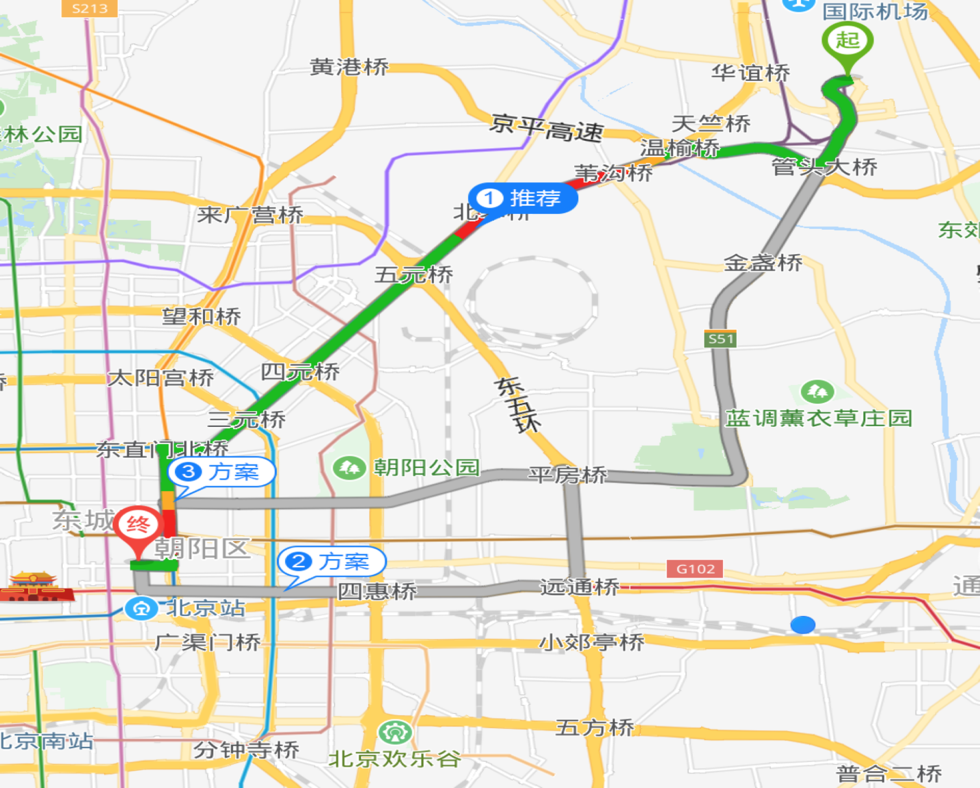 S213
国际机场
起
黄港桥
华谊桥
林公园
京平高速
天竺桥
温榆桥
苇沟桥
管头大桥
1 推荐
来广营桥
东郊
五元桥
金盏桥
望和桥
S51
四元桥
太阳宫桥
东五环
三元桥
蓝调薰衣草庄园
东直门北桥
3 方案
朝阳公园
平房桥
东城
终
朝阳区
2 方案
G102
四惠桥
远通桥
通
北京站
广渠门桥
小郊亭桥
五方桥
北京南站
分钟寺桥
北京欢乐谷
普合二桥